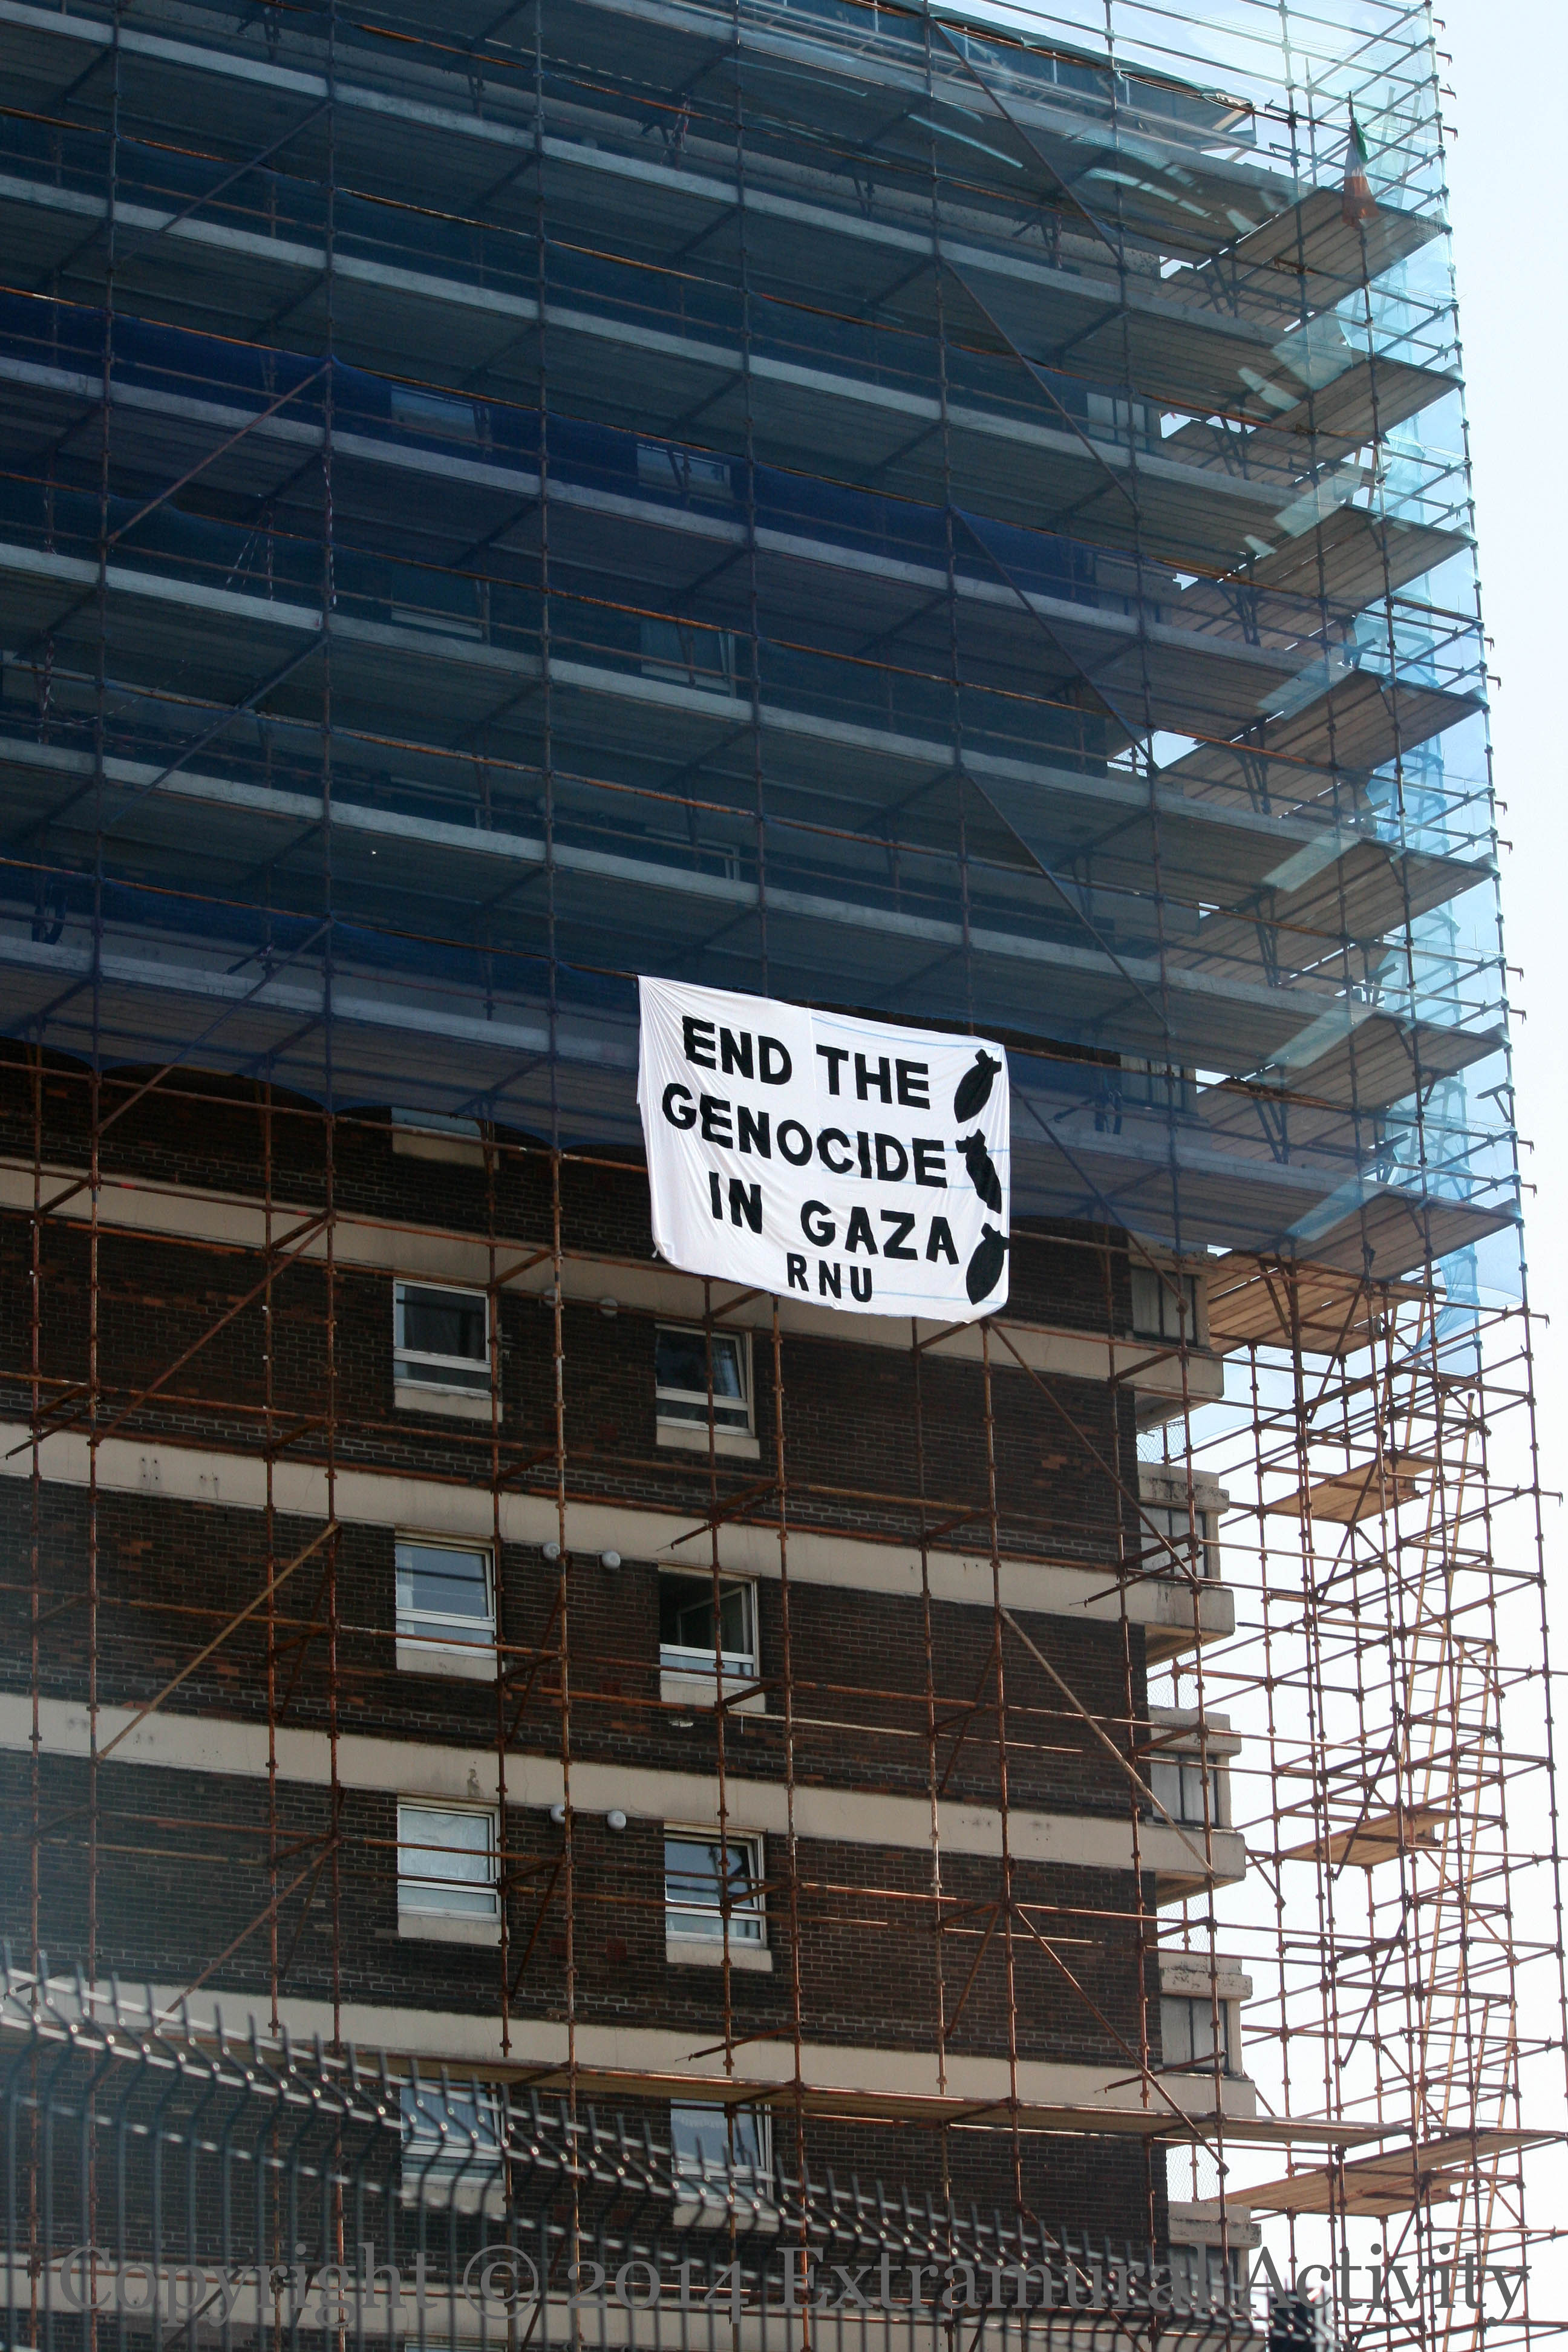 END THE
GENOCIDE
IN GAZA
RNU
Copyright © 2014 Extramural Activity